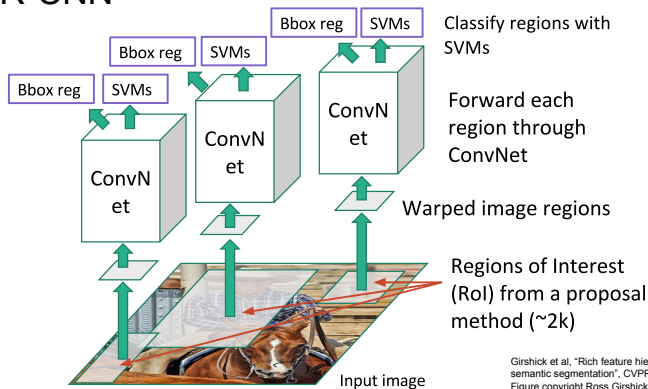 R-CNN
Bbox reg
SVMs
Classify regions with
SVMs
Bbox reg
SVMs
Bbox reg
SVMs
ConvN
et
ConvN
et
ConvN
et
Forward each
region through
ConvNet
Warped image regions
Regions of Interest
(RoI) from a proposal
method (~2k)
Input image
Girshick et al, “Rich feature hie
semantic segmentation”, CVPR
Figure copyright Ross Girshick